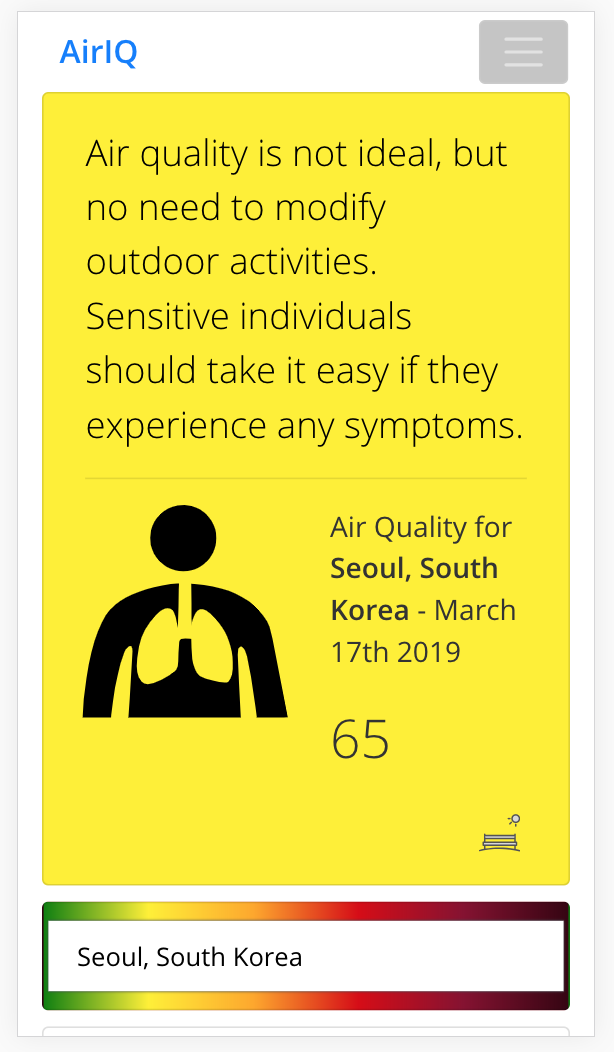 AirIQ
Air quality is not ideal, but
no need to modify
outdoor activities.
Sensitive individuals
should take it easy if they
experience any symptoms.
Air Quality for
Seoul, South
Korea - March
17th 2019
65
Seoul, South Korea